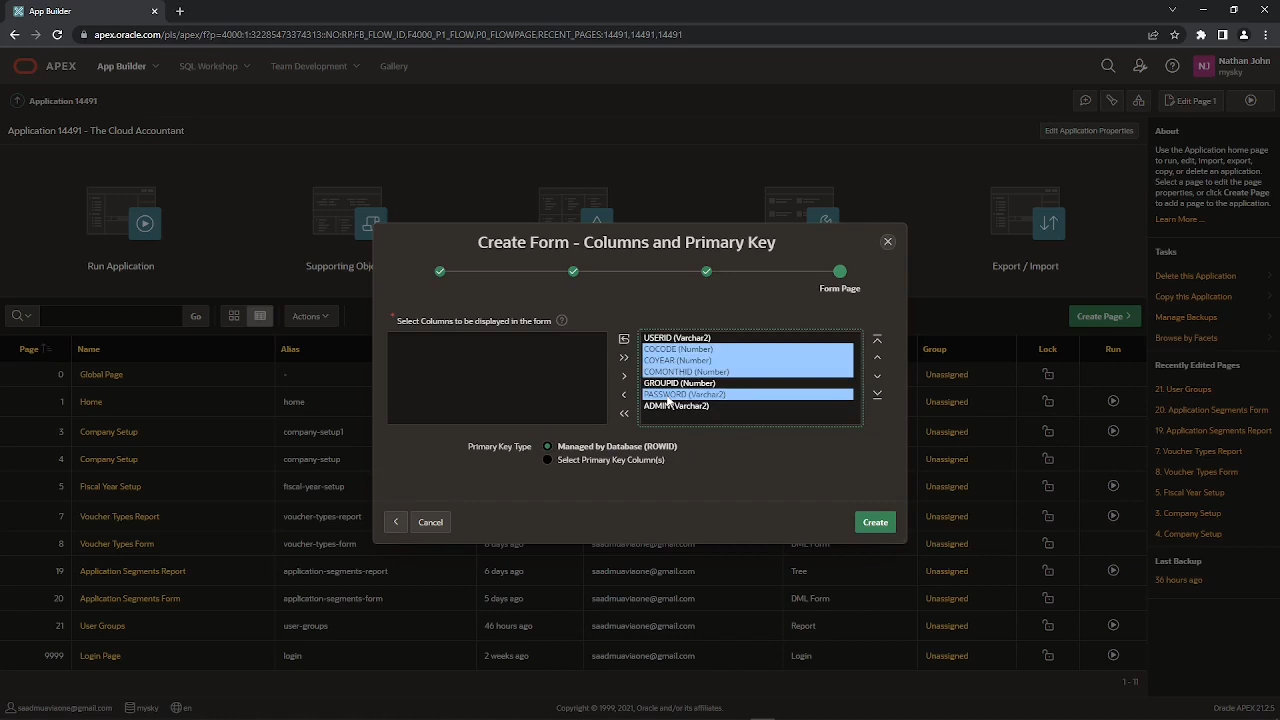 App Builder
apex.oracle.com/pls/apex/f?p=4000:1:32285473374313::NO:RP:FB_FLOW_ID,F4000_P1_FLOW,P0_FLOWPAGE,RECENT_PAGES:14491,14491,14491
APEX App Builder SQL Workshop Team Development Gallery NJ Nathan John mysky
Application 14491 Edit Page 1
Application 14491 - The Cloud Accountant Edit Application Properties
About
Use the Application home page
to run, edit, import, export,
copy, or delete an application.
Select a page to edit the page
properties, or click Create Page
to add a page to the application.
Learn More ...
Run Application Supporting Obje Export / Import
Tasks
Delete this Application
Copy this Application
Manage Backups
Browse by Facets
Recently Edited Pages
21. User Groups
20. Application Segments Form
19. Application Segments Report
7. Voucher Types Report
8. Voucher Types Form
5. Fiscal Year Setup
3. Company Setup
4. Company Setup
Last Backup
36 hours ago
Create Form - Columns and Primary Key
Form Page
* Select Columns to be displayed in the form
USERID (Varchar2)
COCODE (Number)
COYEAR (Number)
COMONTHID (Number)
GROUPID (Number)
PASSWORD (Varchar2)
ADMIN (Varchar2)
Primary Key Type Managed by Database (ROWID)
Select Primary Key Column(s)
Cancel Create
Go Actions Create Page
Page Name Alias Group Lock Run
0 Global Page - Unassigned
1 Home home Unassigned
3 Company Setup company-setup1 Unassigned
4 Company Setup company-setup Unassigned
5 Fiscal Year Setup fiscal-year-setup Unassigned
7 Voucher Types Report voucher-types-report Unassigned
8 Voucher Types Form voucher-types-form 6 days ago saadmuaviaone@gmail.com DML Form Unassigned
19 Application Segments Report application-segments-report 6 days ago saadmuaviaone@gmail.com Tree Unassigned
20 Application Segments Form application-segments-form 5 days ago saadmuaviaone@gmail.com DML Form Unassigned
21 User Groups user-groups 46 hours ago saadmuaviaone@gmail.com Report Unassigned
9999 Login Page login 2 weeks ago saadmuaviaone@gmail.com Login Unassigned
1 - 11
saadmuaviaone@gmail.com mysky en Copyright © 1999, 2021, Oracle and/or its affiliates. Oracle APEX 21.2.5